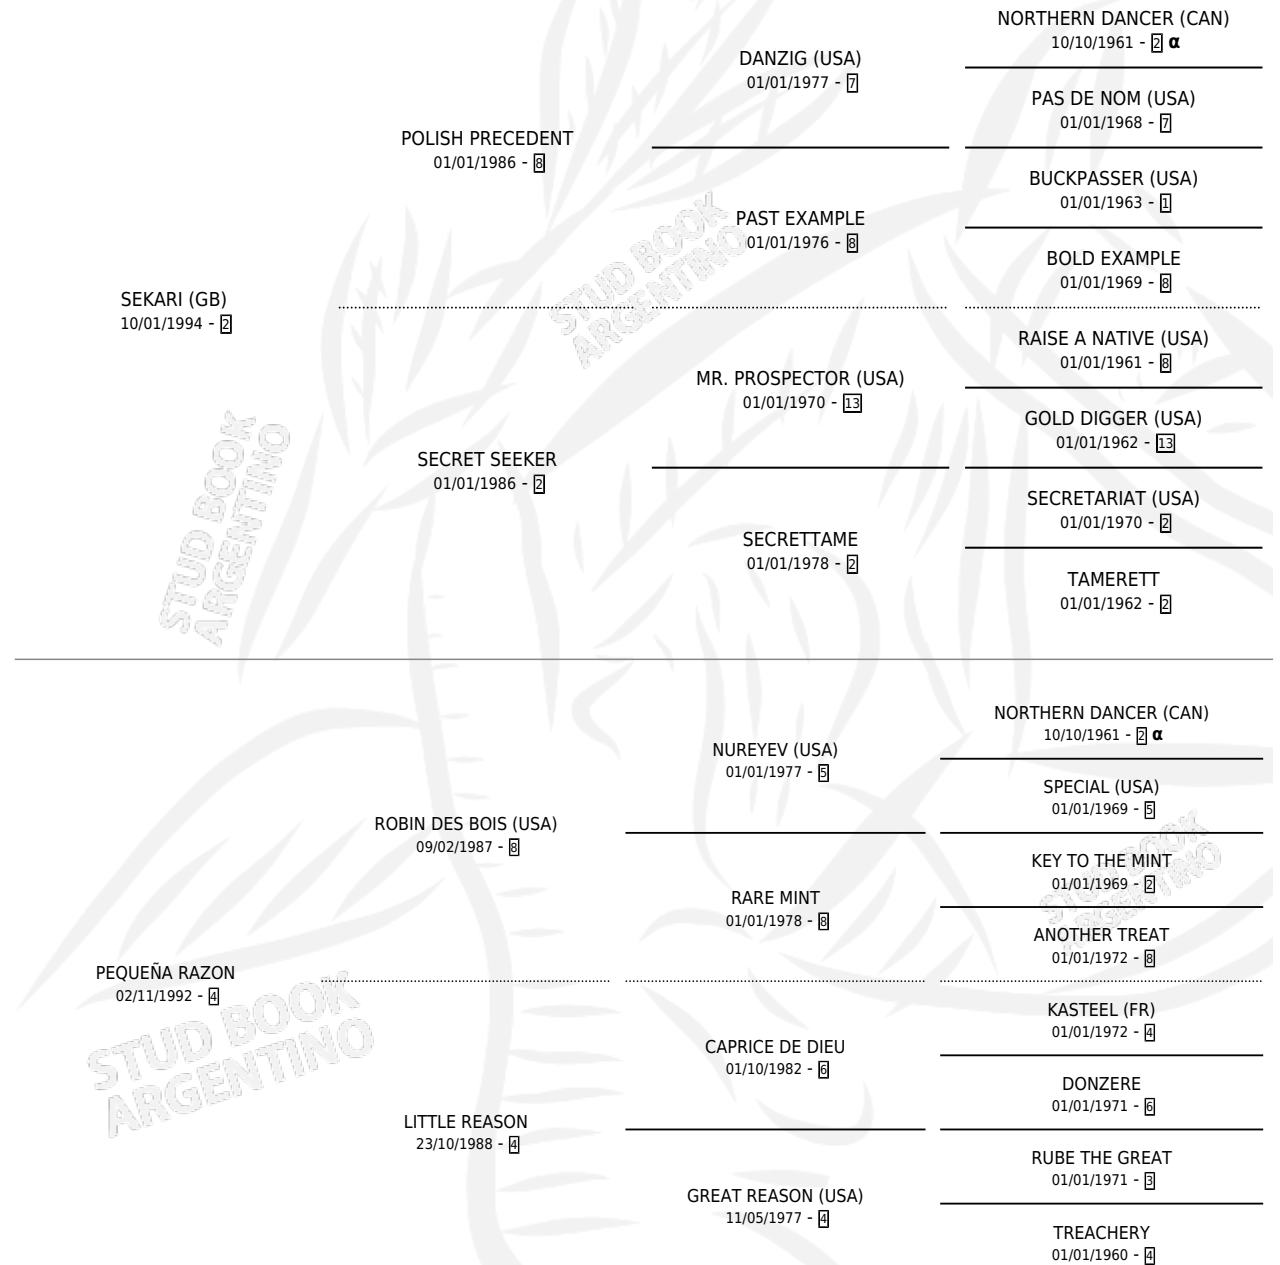 NORTHERN DANCER (CAN)
10/10/1961 - 2 α
DANZIG (USA)
01/01/1977 - 7
PAS DE NOM (USA)
01/01/1968 - 7
POLISH PRECEDENT
01/01/1986 - 8
BUCKPASSER (USA)
01/01/1963 - 1
PAST EXAMPLE
01/01/1976 - 8
BOLD EXAMPLE
01/01/1969 - 8
SEKARI (GB)
10/01/1994 - 2
RAISE A NATIVE (USA)
01/01/1961 - 8
MR. PROSPECTOR (USA)
01/01/1970 - 13
GOLD DIGGER (USA)
01/01/1962 - 13
SECRET SEEKER
01/01/1986 - 2
SECRETARIAT (USA)
01/01/1970 - 2
SECRETTAME
01/01/1978 - 2
TAMERETT
01/01/1962 - 2
NORTHERN DANCER (CAN)
10/10/1961 - 2 α
NUREYEV (USA)
01/01/1977 - 5
SPECIAL (USA)
01/01/1969 - 5
ROBIN DES BOIS (USA)
09/02/1987 - 8
KEY TO THE MINT
01/01/1969 - 2
RARE MINT
01/01/1978 - 8
ANOTHER TREAT
01/01/1972 - 8
PEQUEÑA RAZON
02/11/1992 - 4
KASTEEL (FR)
01/01/1972 - 4
CAPRICE DE DIEU
01/10/1982 - 6
DONZERE
01/01/1971 - 6
LITTLE REASON
23/10/1988 - 4
RUBE THE GREAT
01/01/1971 - 3
GREAT REASON (USA)
11/05/1977 - 4
TREACHERY
01/01/1960 - 4
STUD BOOK
ARGENTINO
STUD BOOK
ARGENTINO
STUD BOOK
ARGENTINO
STUD BOOK
ARGENTINO